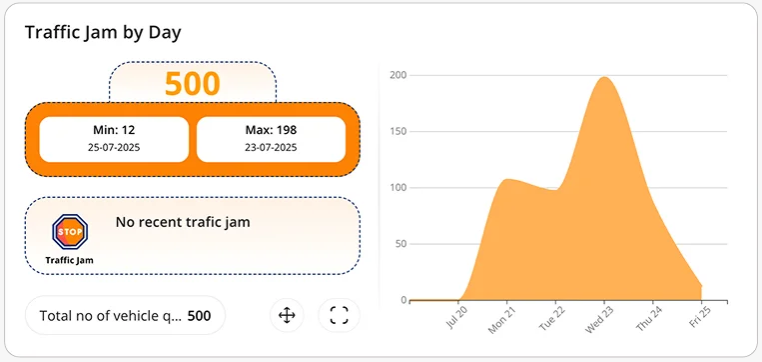 Traffic Jam by Day
500
Min: 12
25-07-2025
Max: 198
23-07-2025
STOP
Traffic Jam
No recent trafic jam
Total no of vehicle q... 500
200
150
100
50
0
Jul 20
Mon 21
Tue 22
Wed 23
Thu 24
Fri 25